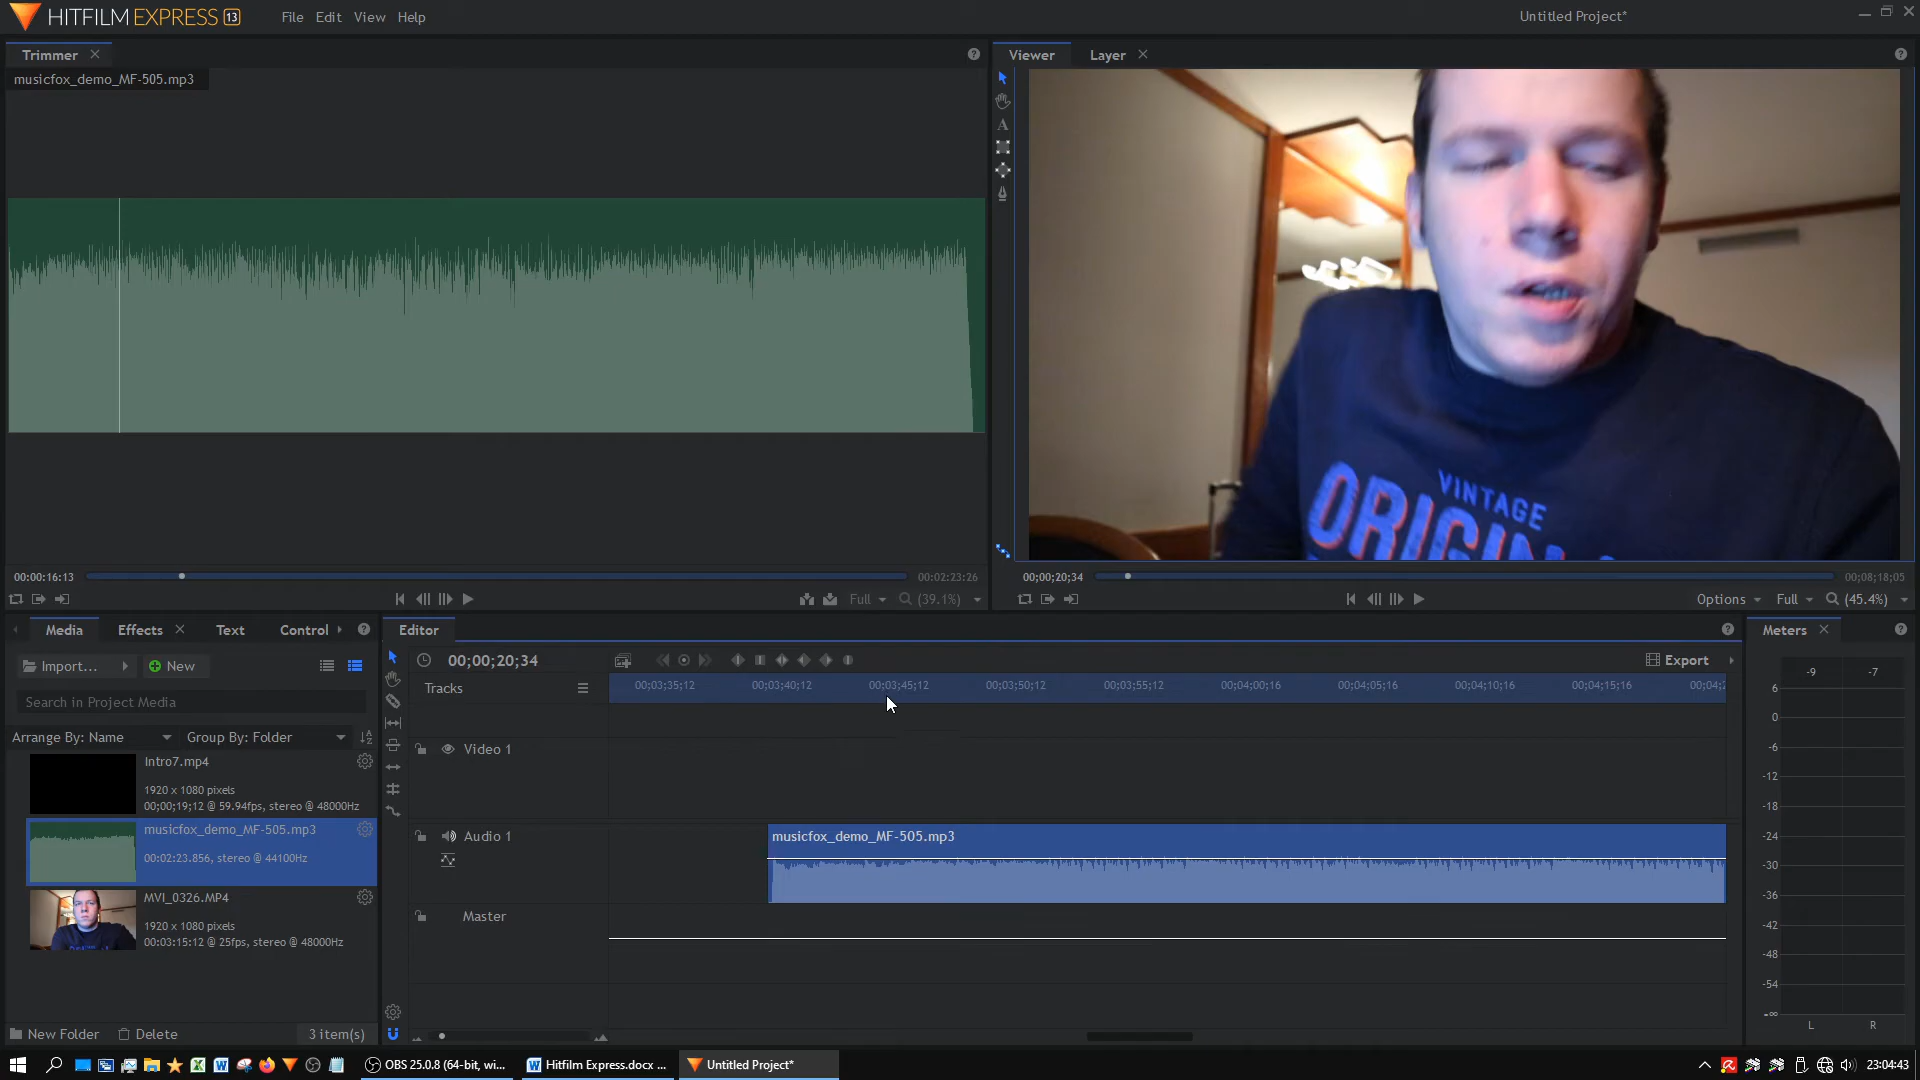 HITFILM EXPRESS 13
File Edit View Help
Untitled Project*
Trimmer
musicfox_demo_MF-505.mp3
Viewer
Layer
VINTAGE
00:00:16:13
00:02:23:26
Full
(39.1%)
00;00;20;34
00;08;18;05
Options
Full
(45.4%)
Media
Effects
Text
Control
Import...
New
Search in Project Media
Arrange By: Name
Group By: Folder
Intro7.mp4
1920 x 1080 pixels
00;00;19;12 @ 59.94fps, stereo @ 48000Hz
musicfox_demo_MF-505.mp3
00:02:23.856, stereo @ 44100Hz
MVI_0326.MP4
1920 x 1080 pixels
00:03:15:12 @ 25fps, stereo @ 48000Hz
New Folder
Delete
3 item(s)
Editor
00;00;20;34
Export
Tracks
00;03;35;12
00;03;40;12
00;03;45;12
00;03;50;12
00;03;55;12
00;04;00;16
00;04;05;16
00;04;10;16
00;04;15;16
Video 1
Audio 1
musicfox_demo_MF-505.mp3
Master
Meters
-9
-7
6
0
-6
-12
-18
-24
-30
-36
-42
-48
-54
-∞
L
R
OBS 25.0.8 (64-bit, wi...
Hitfilm Express.docx ...
Untitled Project*
23:04:43